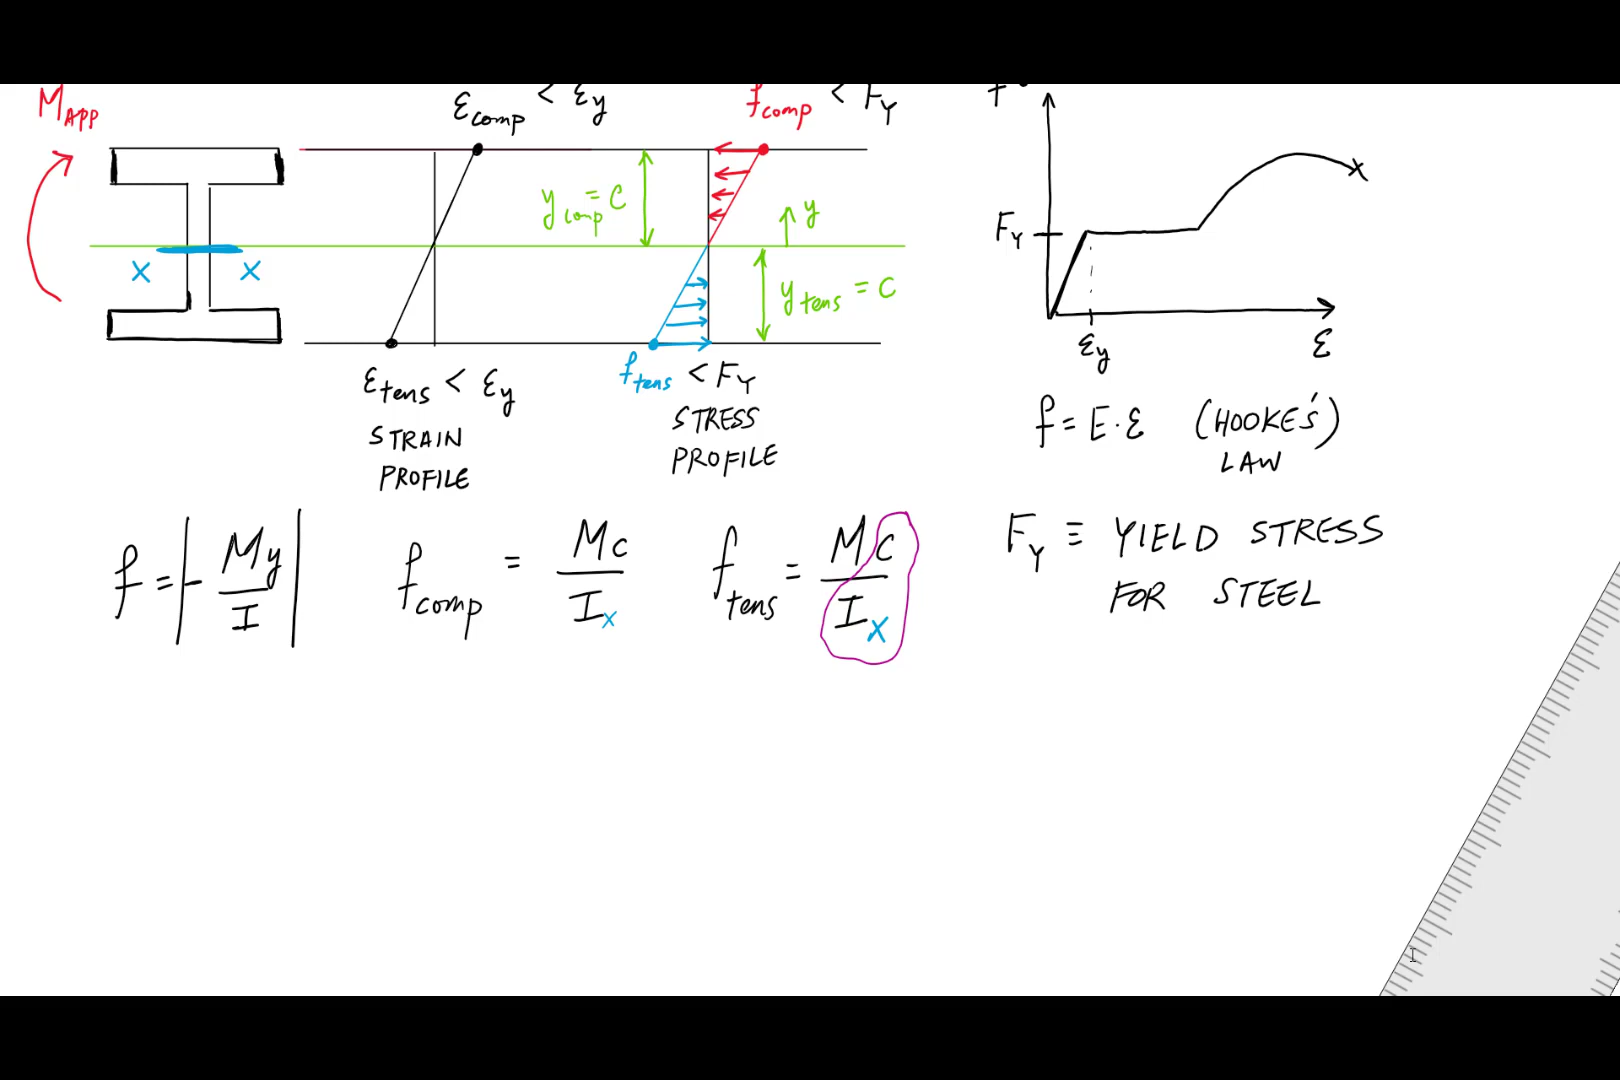 M_APP
ε_comp < ε_y
f_comp < F_Y
y_comp = C
y
y_tens = C
x x
ε_tens < ε_y
STRAIN
PROFILE
f_tens < F_Y
STRESS
PROFILE
F_Y
ε_y
ε
f = E · ε (HOOKE'S)
LAW
f = |- My/I|
f_comp = Mc/I_x
f_tens = Mc/I_x
F_Y ≡ YIELD STRESS
FOR STEEL